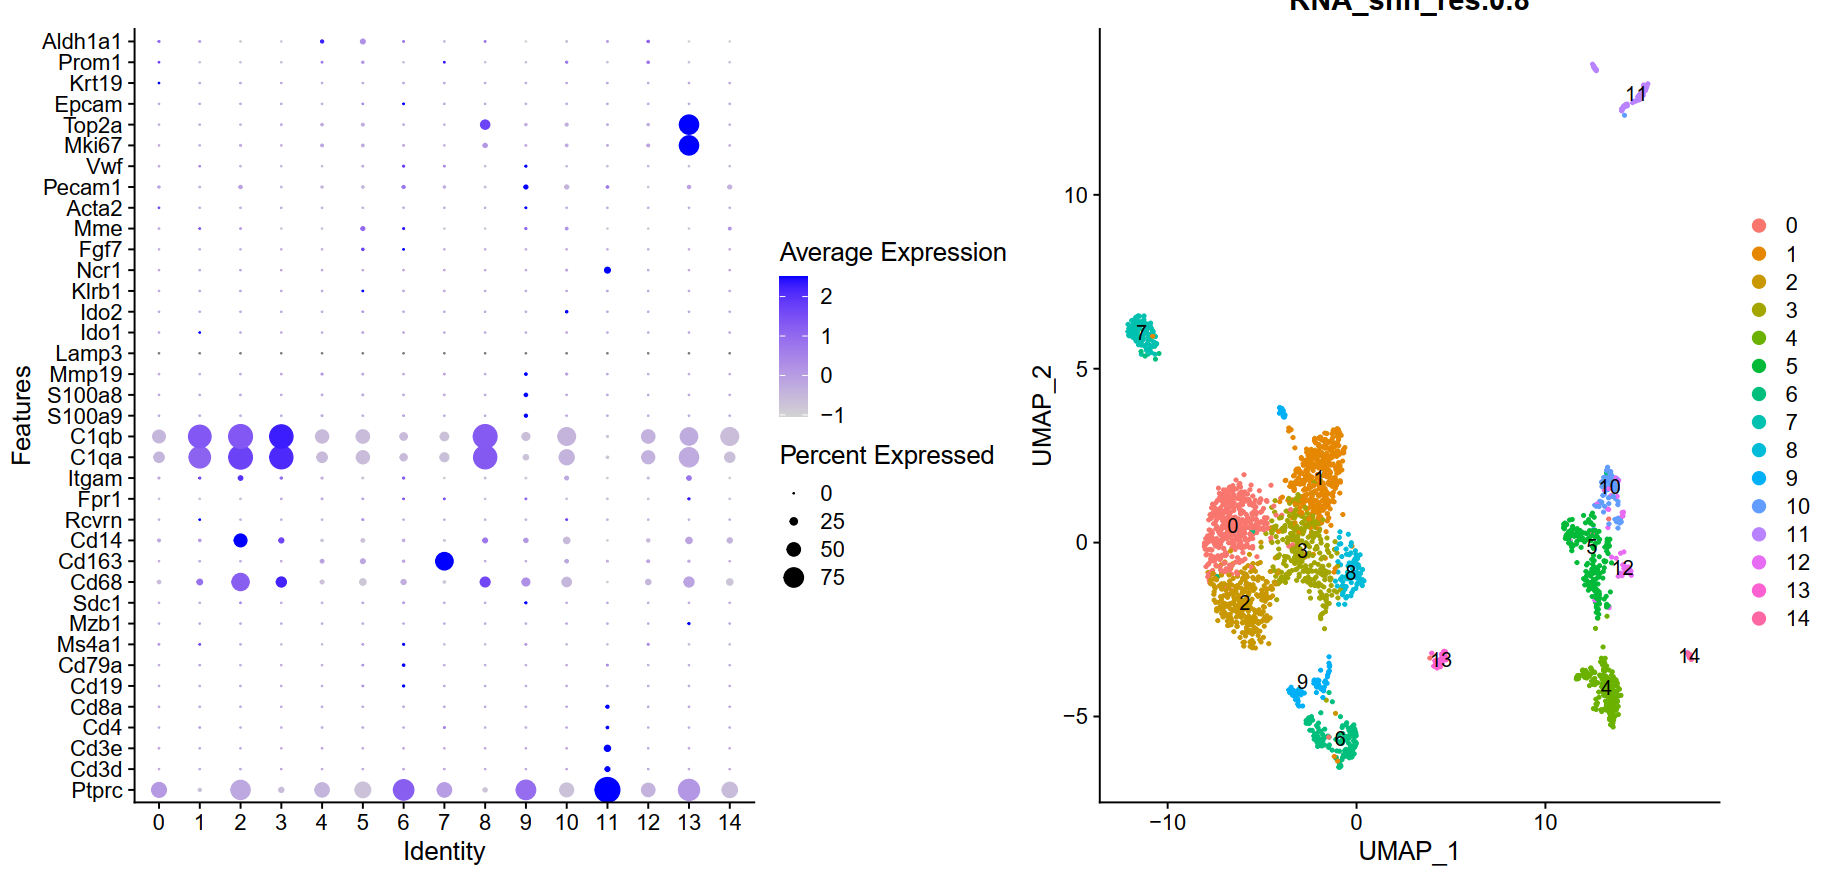 RNA_snn_res.0.8
Aldh1a1
Prom1
Krt19
Epcam
Top2a
Mki67
Vwf
Pecam1
Acta2
Mme
Fgf7
Ncr1
Klrb1
Ido2
Ido1
Lamp3
Mmp19
S100a8
S100a9
C1qb
C1qa
Itgam
Fpr1
Rcvrn
Cd14
Cd163
Cd68
Sdc1
Mzb1
Ms4a1
Cd79a
Cd19
Cd8a
Cd4
Cd3e
Cd3d
Ptprc
Features
0 1 2 3 4 5 6 7 8 9 10 11 12 13 14
Identity
Average Expression
2
1
0
−1
Percent Expressed
0
25
50
75
UMAP_2
10
5
0
−5
−10 0 10
UMAP_1
11
7
1
10
0
3
5
8
12
2
13
14
9
4
6
0
1
2
3
4
5
6
7
8
9
10
11
12
13
14